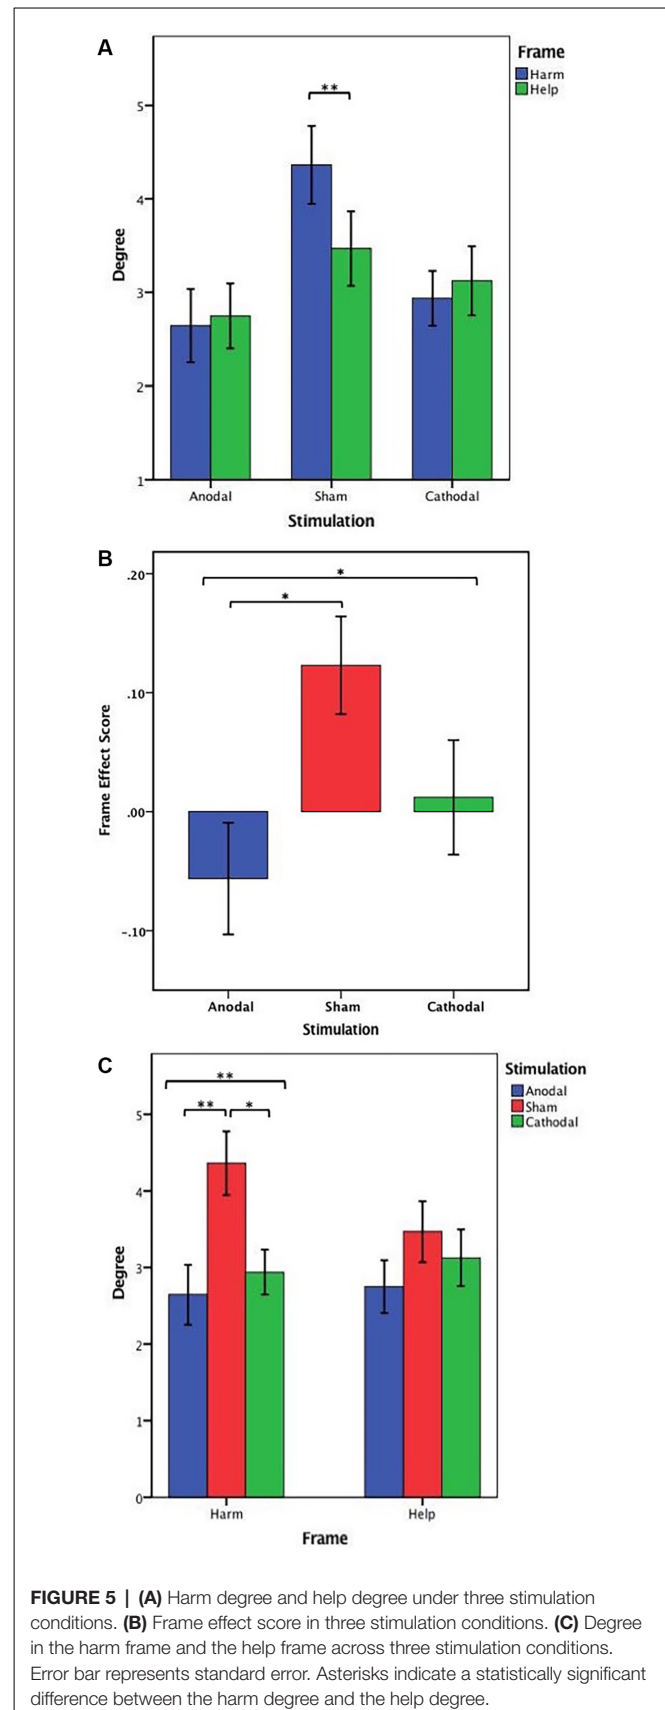 A
Frame
Harm
Help
**
5
4
3
2
1
Degree
Anodal
Sham
Cathodal
Stimulation
B
.20
*
*
.10
.00
-.10
Frame Effect Score
Anodal
Sham
Cathodal
Stimulation
C
Stimulation
Anodal
Sham
Cathodal
**
**
*
5
4
3
2
1
0
Degree
Harm
Help
Frame
FIGURE 5 | (A) Harm degree and help degree under three stimulation
conditions. (B) Frame effect score in three stimulation conditions. (C) Degree
in the harm frame and the help frame across three stimulation conditions.
Error bar represents standard error. Asterisks indicate a statistically significant
difference between the harm degree and the help degree.